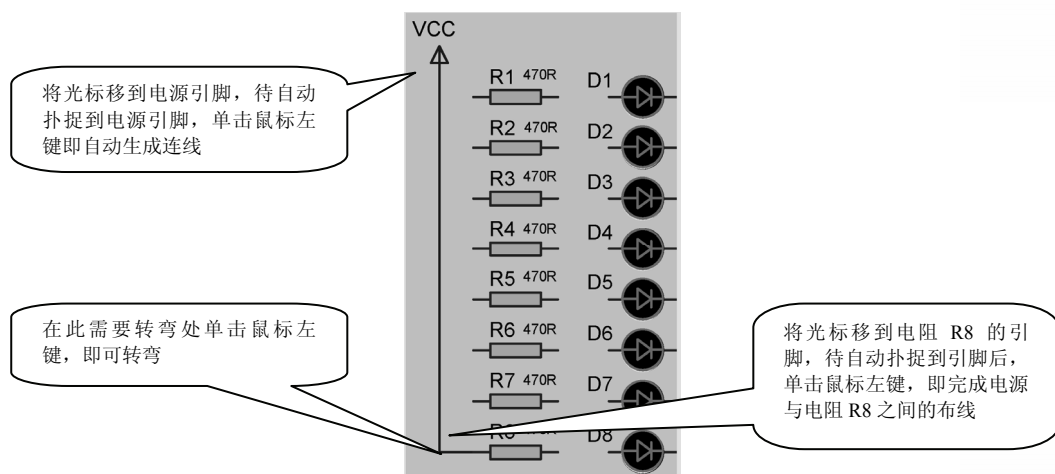 VCC
将光标移到电源引脚，待自动
扑捉到电源引脚，单击鼠标左
键即自动生成连线
R1 470R D1
R2 470R D2
R3 470R D3
R4 470R D4
R5 470R D5
R6 470R D6
R7 470R D7
D8
在此需要转弯处单击鼠标左
键，即可转弯
将光标移到电阻 R8 的引
脚，待自动扑捉到引脚后，
单击鼠标左键，即完成电源
与电阻 R8 之间的布线